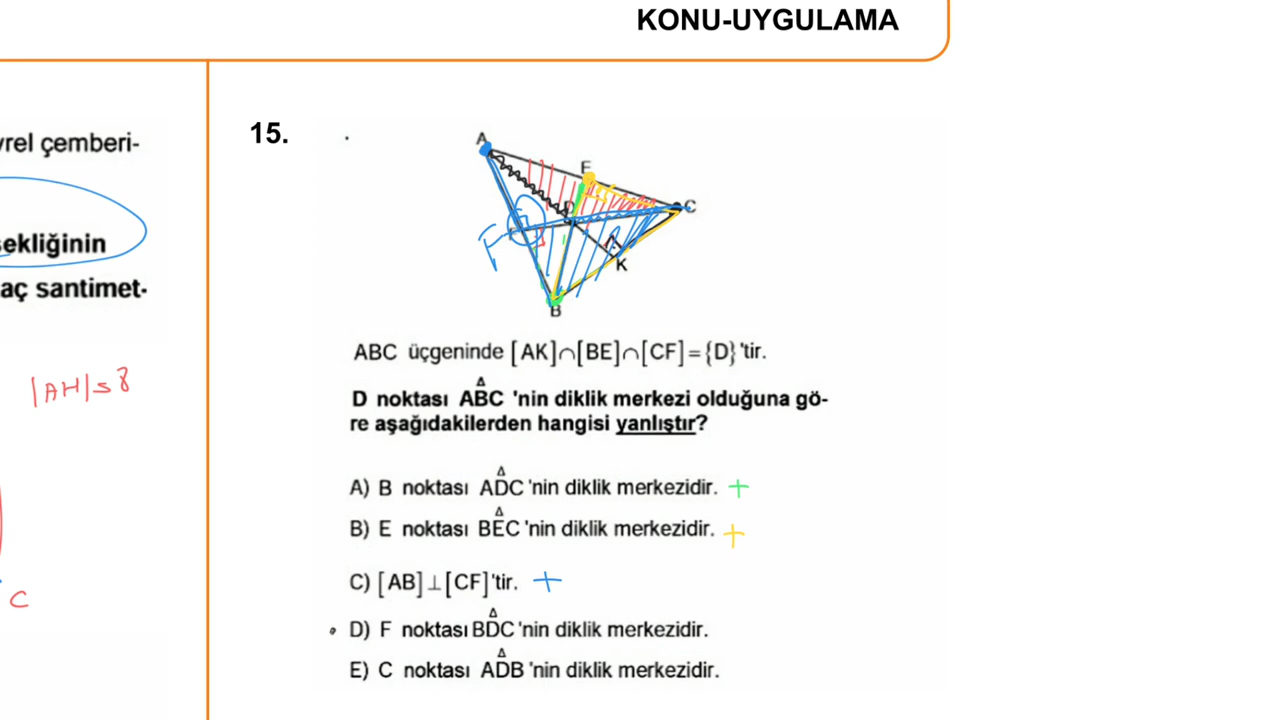 KONU-UYGULAMA
vrel çemberi-
sekliğinin
aç santimet-
|AH|≤8
C
15.
A
E
D
C
F
K
B
ABC üçgeninde [AK]∩[BE]∩[CF]={D}'tir.
D noktası ABC 'nin diklik merkezi olduğuna gö-
re aşağıdakilerden hangisi yanlıştır?
A) B noktası ADC 'nin diklik merkezidir. +
B) E noktası BEC 'nin diklik merkezidir. +
C) [AB]⊥[CF]'tir. +
D) F noktası BDC 'nin diklik merkezidir.
E) C noktası ADB 'nin diklik merkezidir.